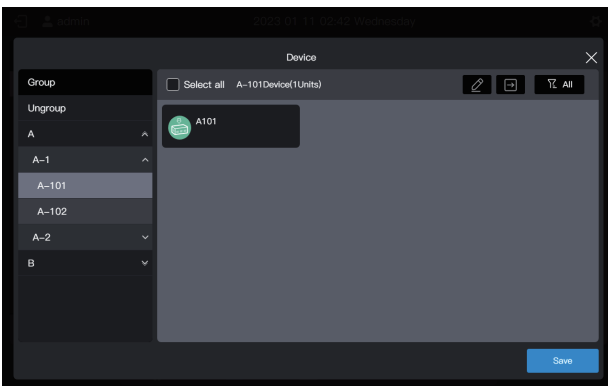 admin
2023-01-11 02:42 Wednesday
Device
Group
Select all A-101Device(1Units)
All
Ungroup
A101
A
A-1
A-101
A-102
A-2
B
Save